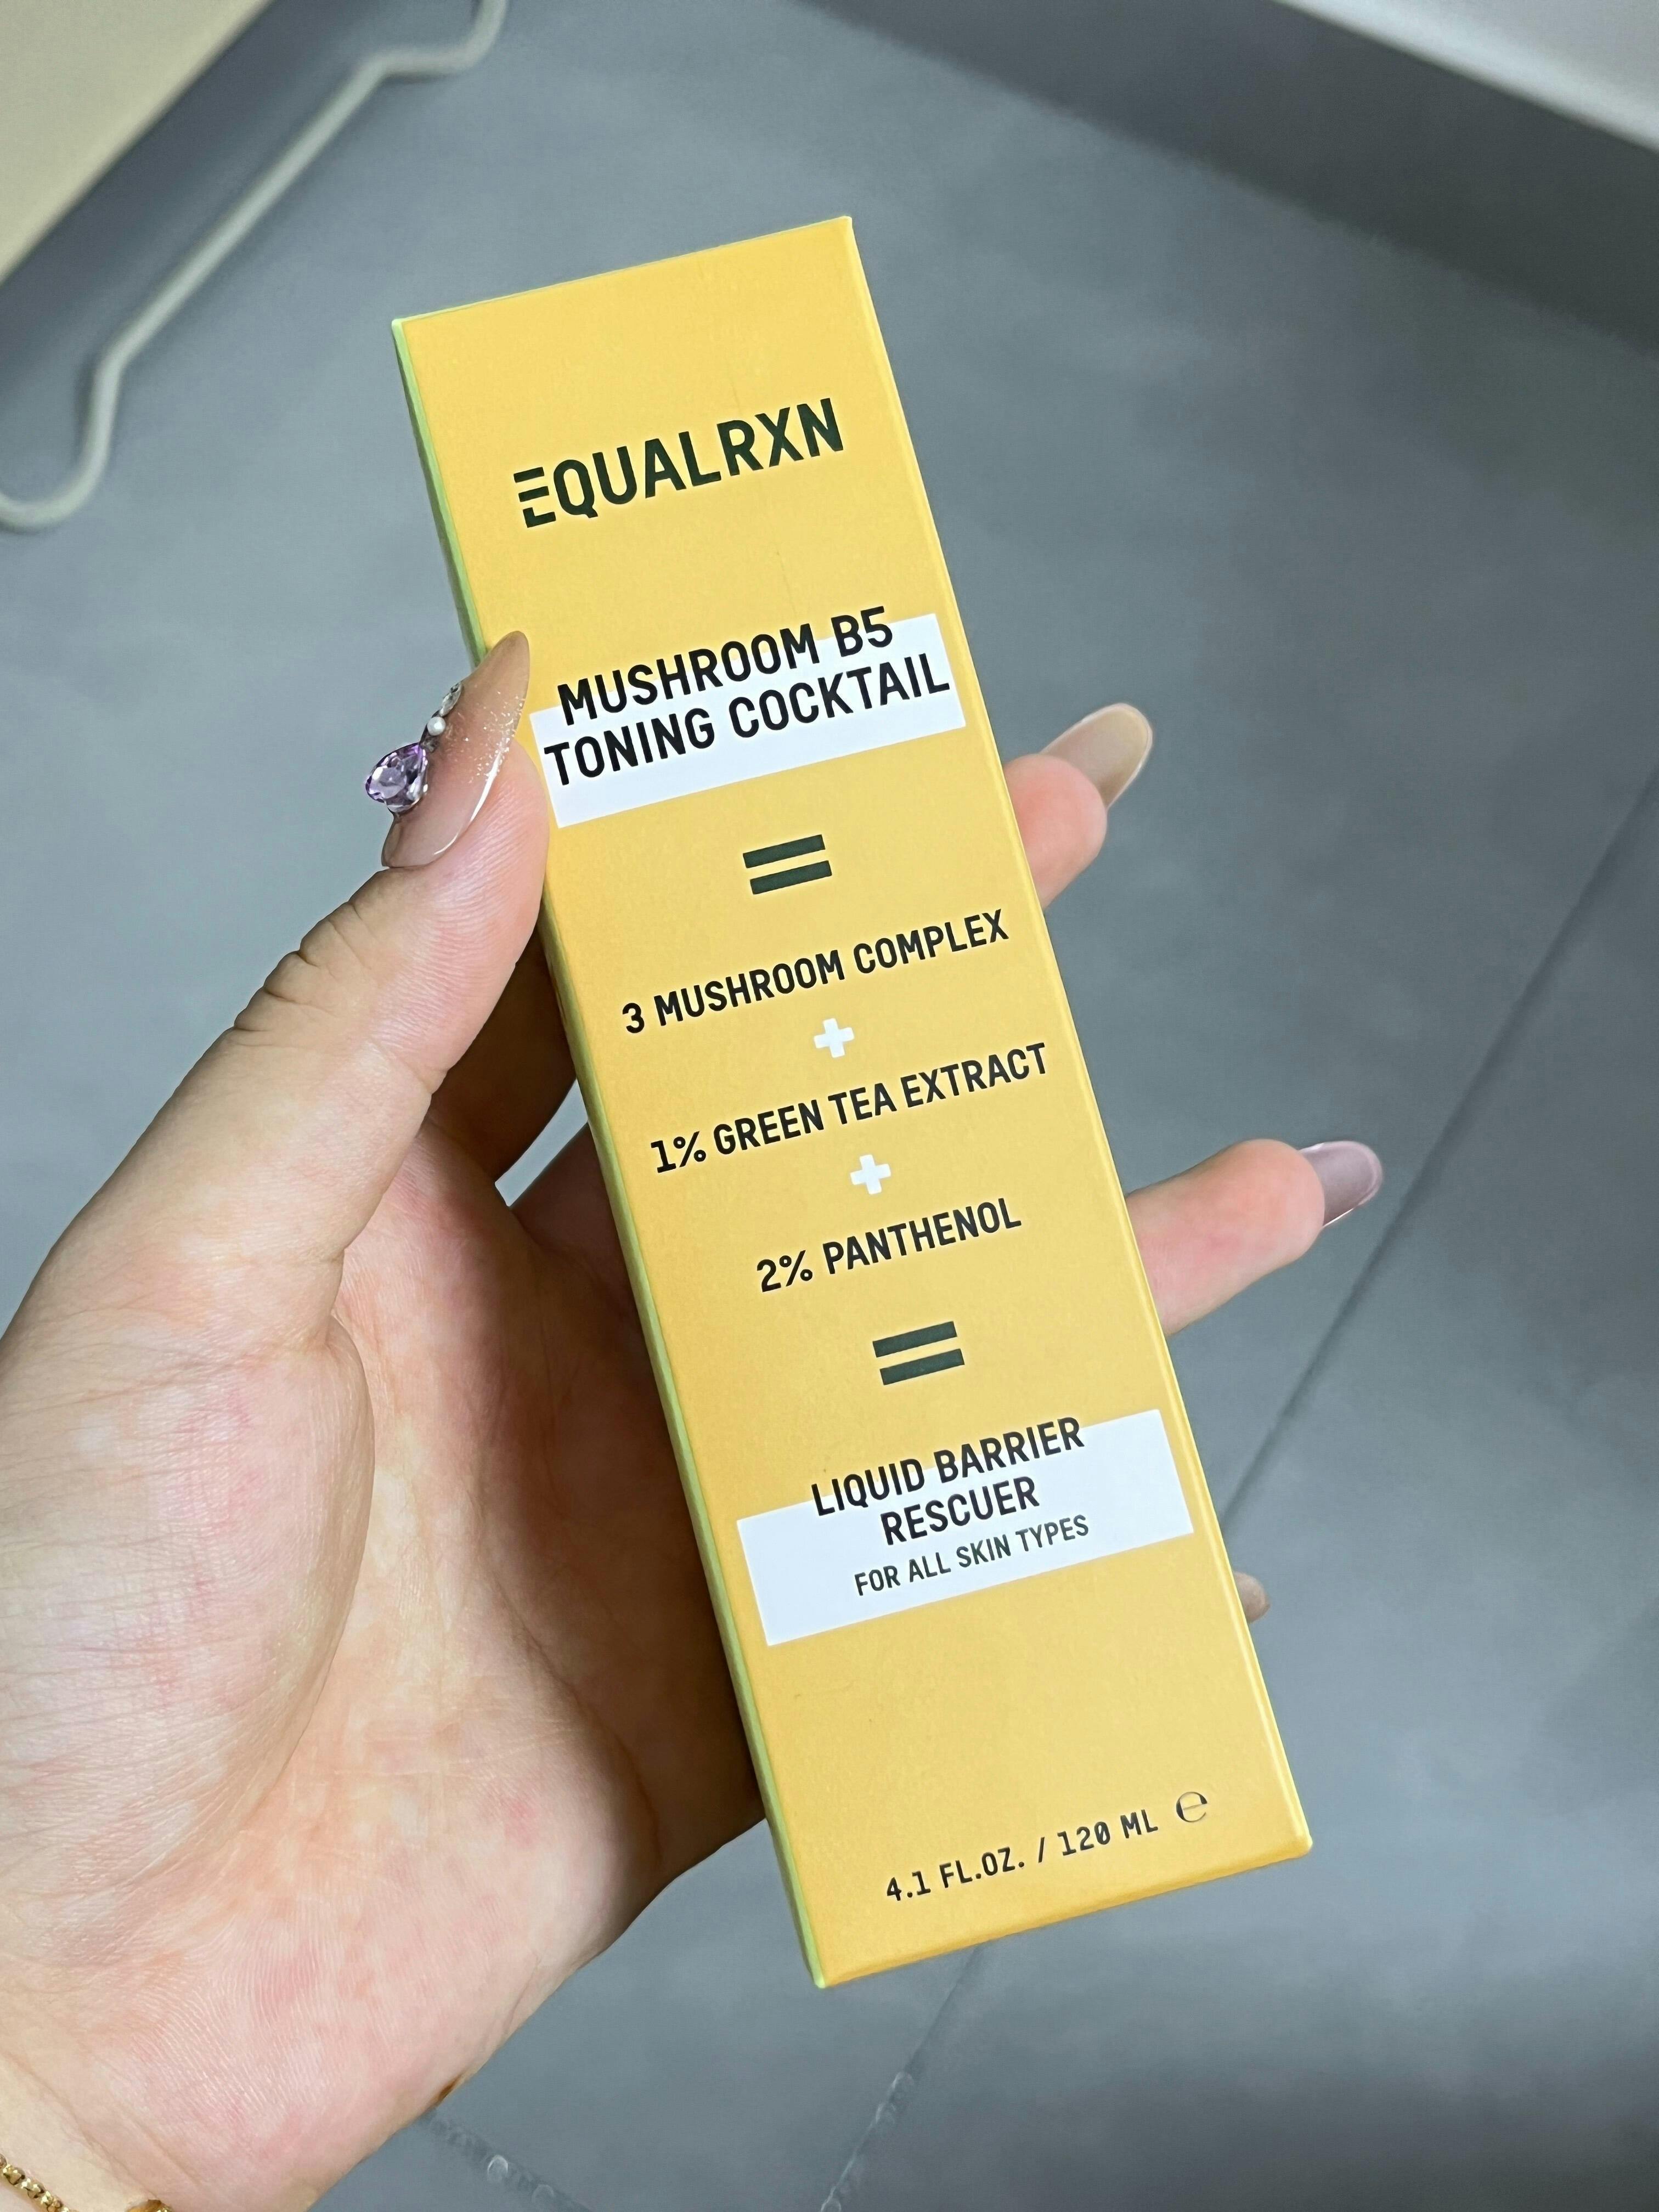 EQUALRXN
MUSHROOM B5
TONING COCKTAIL
=
3 MUSHROOM COMPLEX
+
1% GREEN TEA EXTRACT
+
2% PANTHENOL
=
LIQUID BARRIER
RESCUER
FOR ALL SKIN TYPES
4.1 FL.OZ. / 120 ML ℮